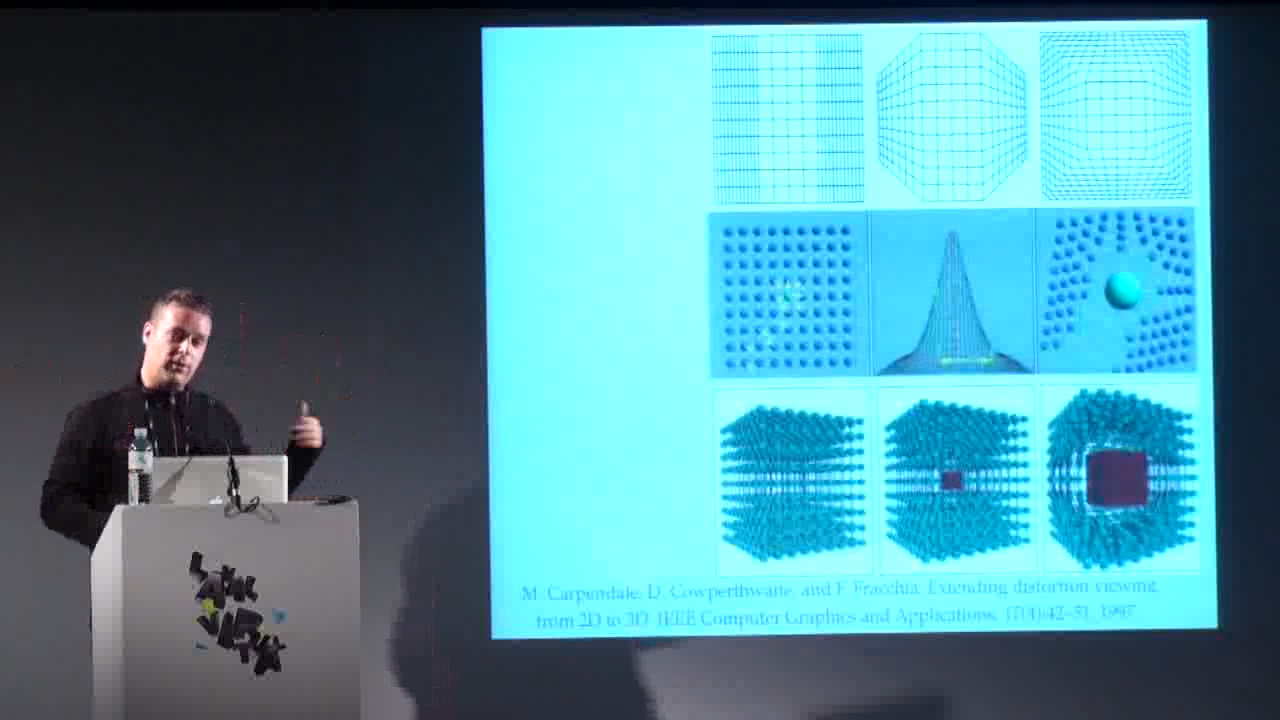 M. Carpendale, D. Cowperthwaite, and F. Fracchia. Extending distortion viewing
from 2D to 3D. IEEE Computer Graphics and Applications, 17(4):42–51, 1997